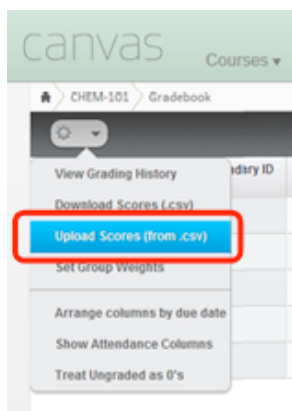 canvas
Courses
CHEM-101 Gradebook
View Grading History
ID
Download Scores (.csv)
Upload Scores (from .csv)
Set Group Weights
Arrange columns by due date
Show Attendance Columns
Treat Ungraded as 0's